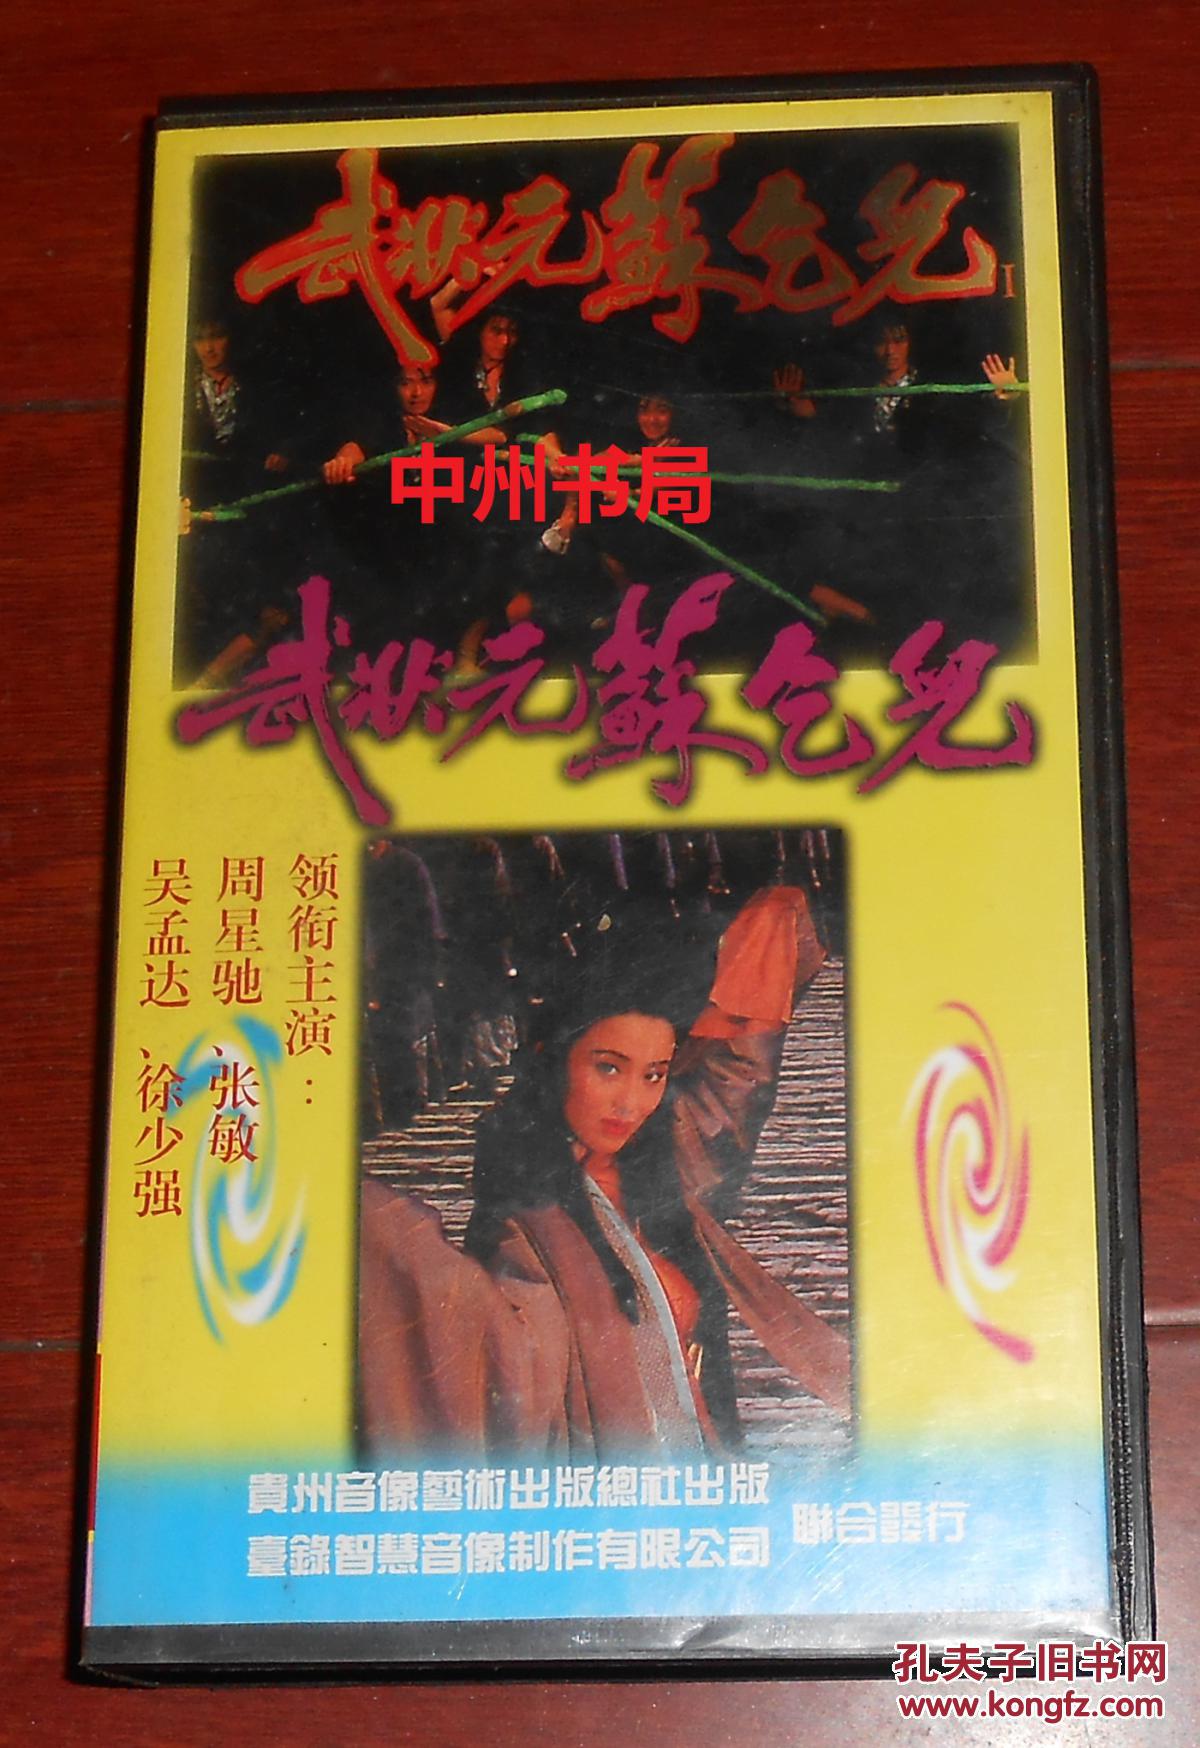 武狀元蘇乞兒 I
中州书局
武狀元蘇乞兒
领衔主演：
周星驰、张敏
吴孟达、徐少强
貴州音像藝術出版總社出版
臺錄智慧音像制作有限公司
聯合發行
孔夫子旧书网
www.kongfz.com